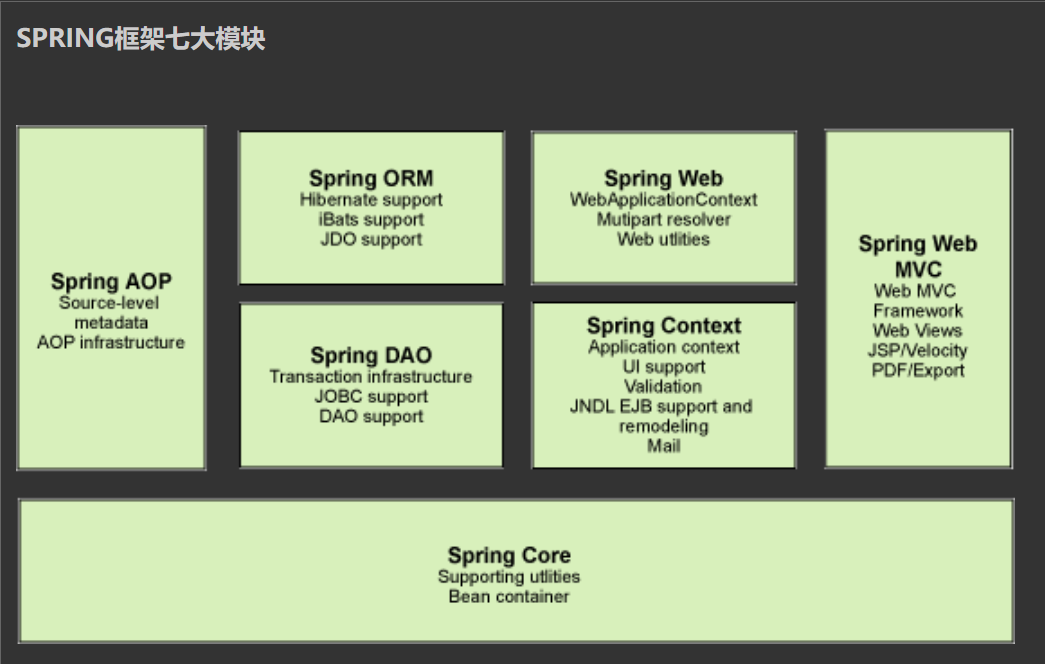 SPRING框架七大模块
Spring AOP
Source-level
metadata
AOP infrastructure
Spring ORM
Hibernate support
iBats support
JDO support
Spring DAO
Transaction infrastructure
JOBC support
DAO support
Spring Web
WebApplicationContext
Mutipart resolver
Web utlities
Spring Context
Application context
UI support
Validation
JNDL EJB support and
remodeling
Mail
Spring Web
MVC
Web MVC
Framework
Web Views
JSP/Velocity
PDF/Export
Spring Core
Supporting utlities
Bean container